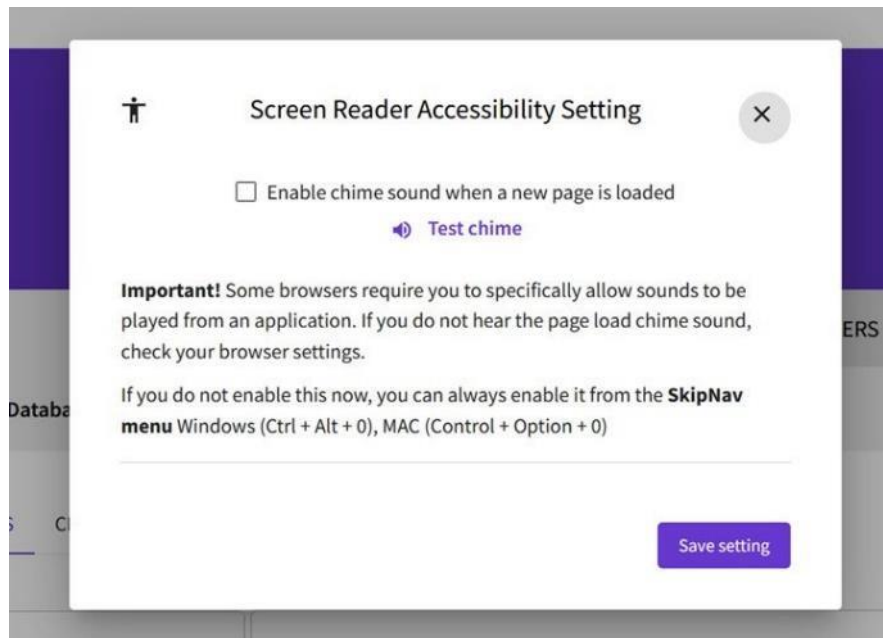 Screen Reader Accessibility Setting
Enable chime sound when a new page is loaded
Test chime
Important! Some browsers require you to specifically allow sounds to be
played from an application. If you do not hear the page load chime sound,
check your browser settings.
ERS
If you do not enable this now, you can always enable it from the SkipNav
Databa
menu Windows (Ctrl + Alt + 0), MAC (Control + Option + 0)
S
C
Save setting